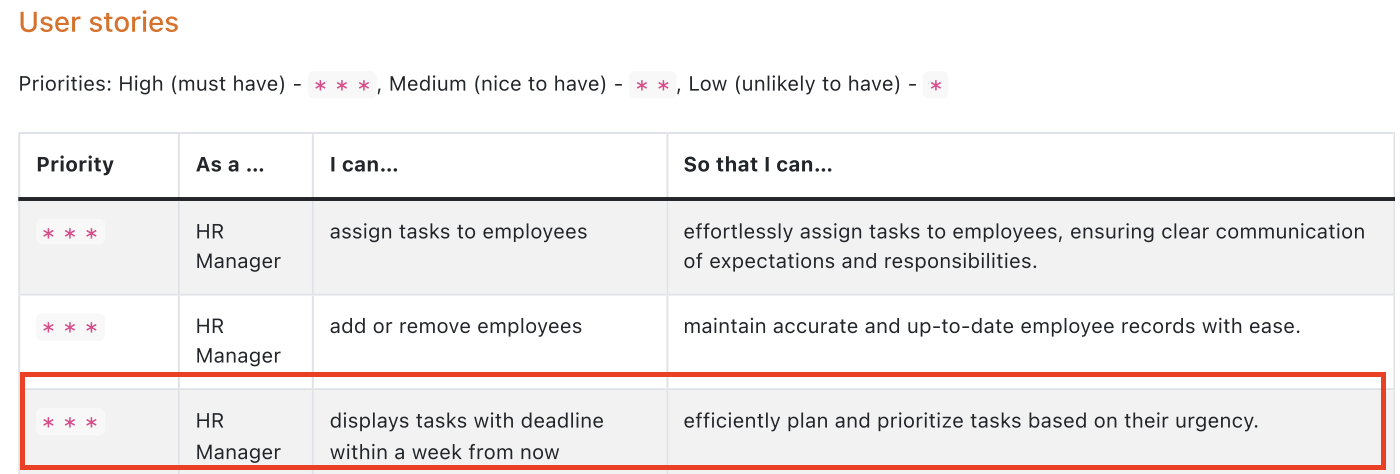 User stories
Priorities: High (must have) - * * *, Medium (nice to have) - * *, Low (unlikely to have) - *
Priority As a ... I can... So that I can...
* * * HR assign tasks to employees effortlessly assign tasks to employees, ensuring clear communication
Manager of expectations and responsibilities.
* * * HR add or remove employees maintain accurate and up-to-date employee records with ease.
Manager
* * * HR displays tasks with deadline efficiently plan and prioritize tasks based on their urgency.
Manager within a week from now